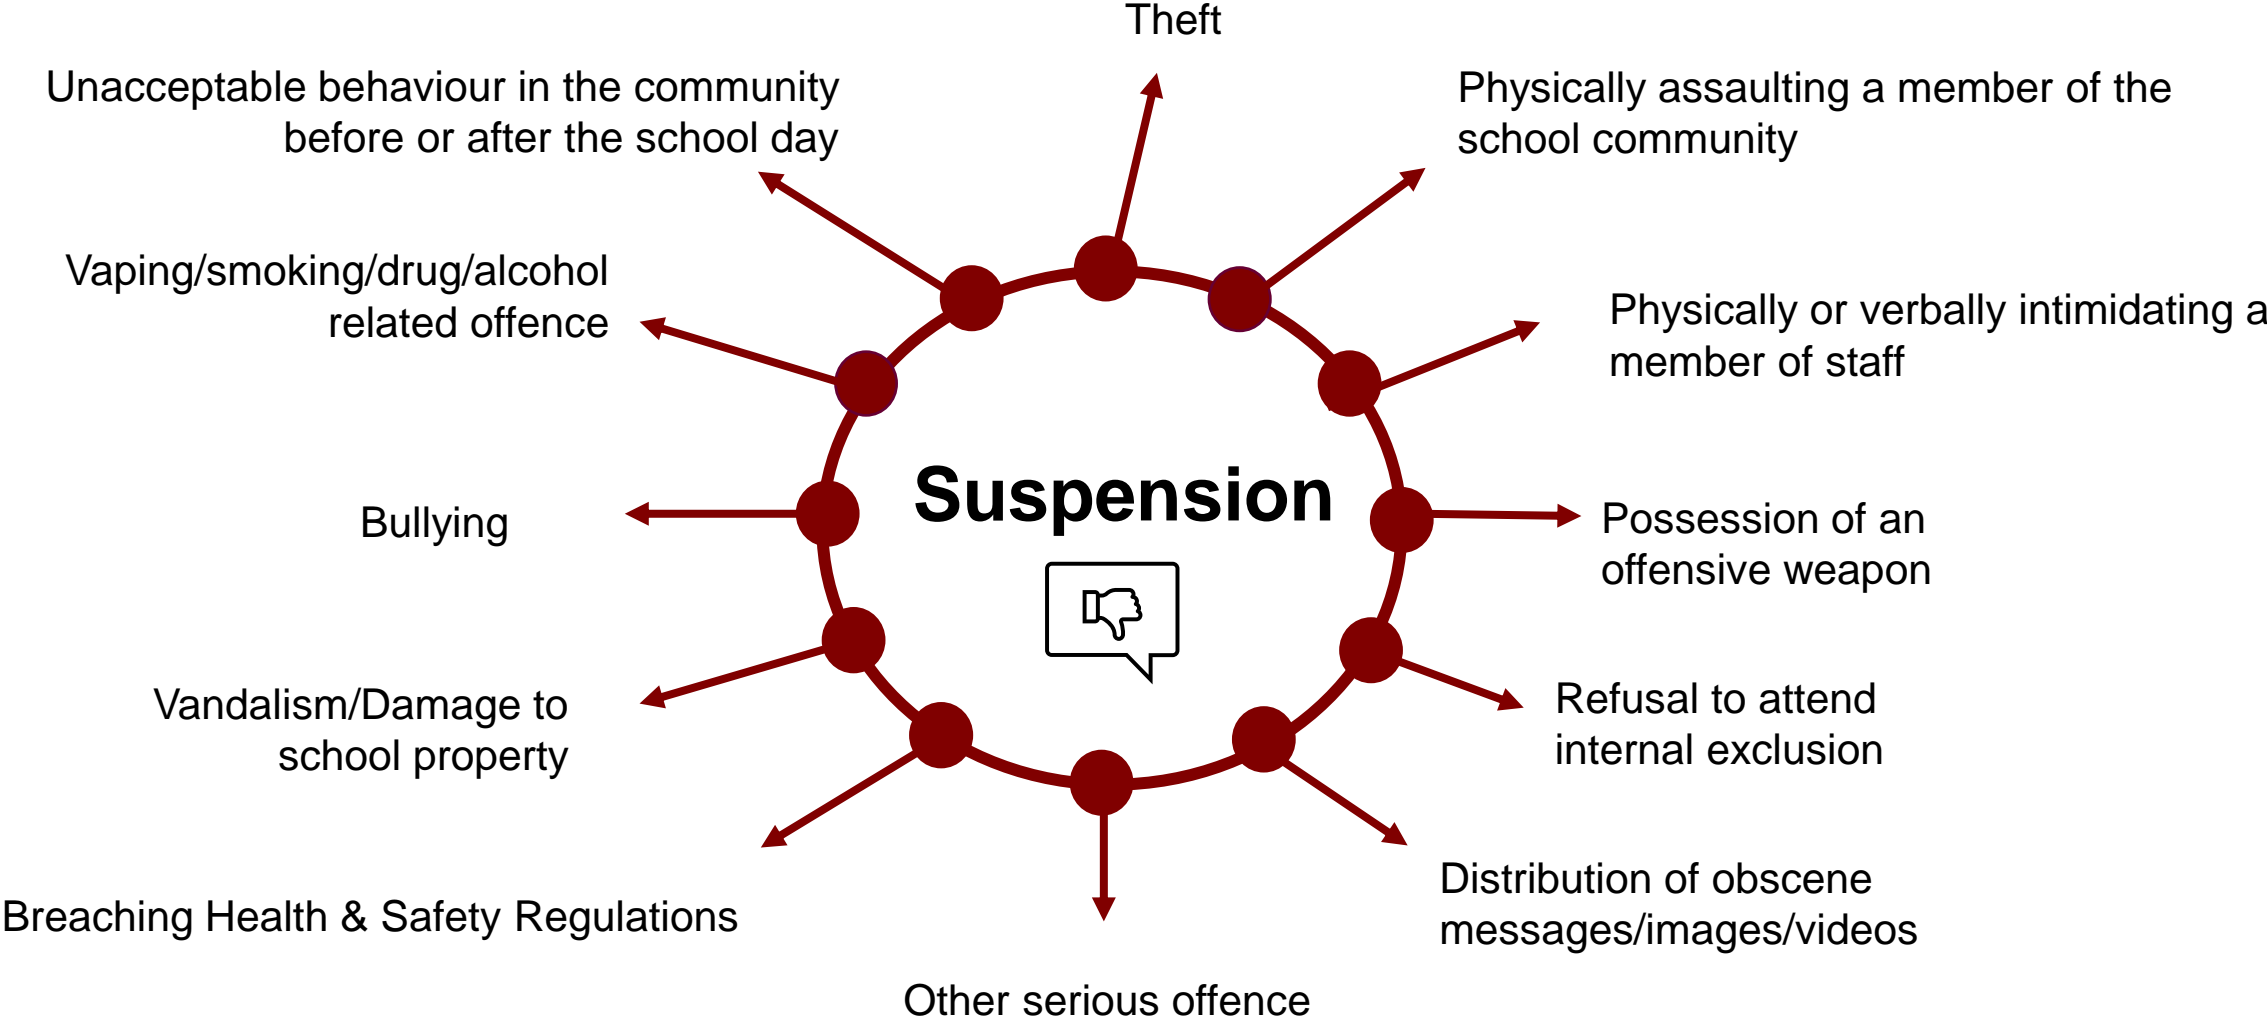 Theft
Physically assaulting a member of the
school community
Physically or verbally intimidating a
member of staff
Possession of an
offensive weapon
Refusal to attend
internal exclusion
Distribution of obscene
messages/images/videos
Other serious offence
Breaching Health & Safety Regulations
Vandalism/Damage to
school property
Bullying
Vaping/smoking/drug/alcohol
related offence
Unacceptable behaviour in the community
before or after the school day
Suspension